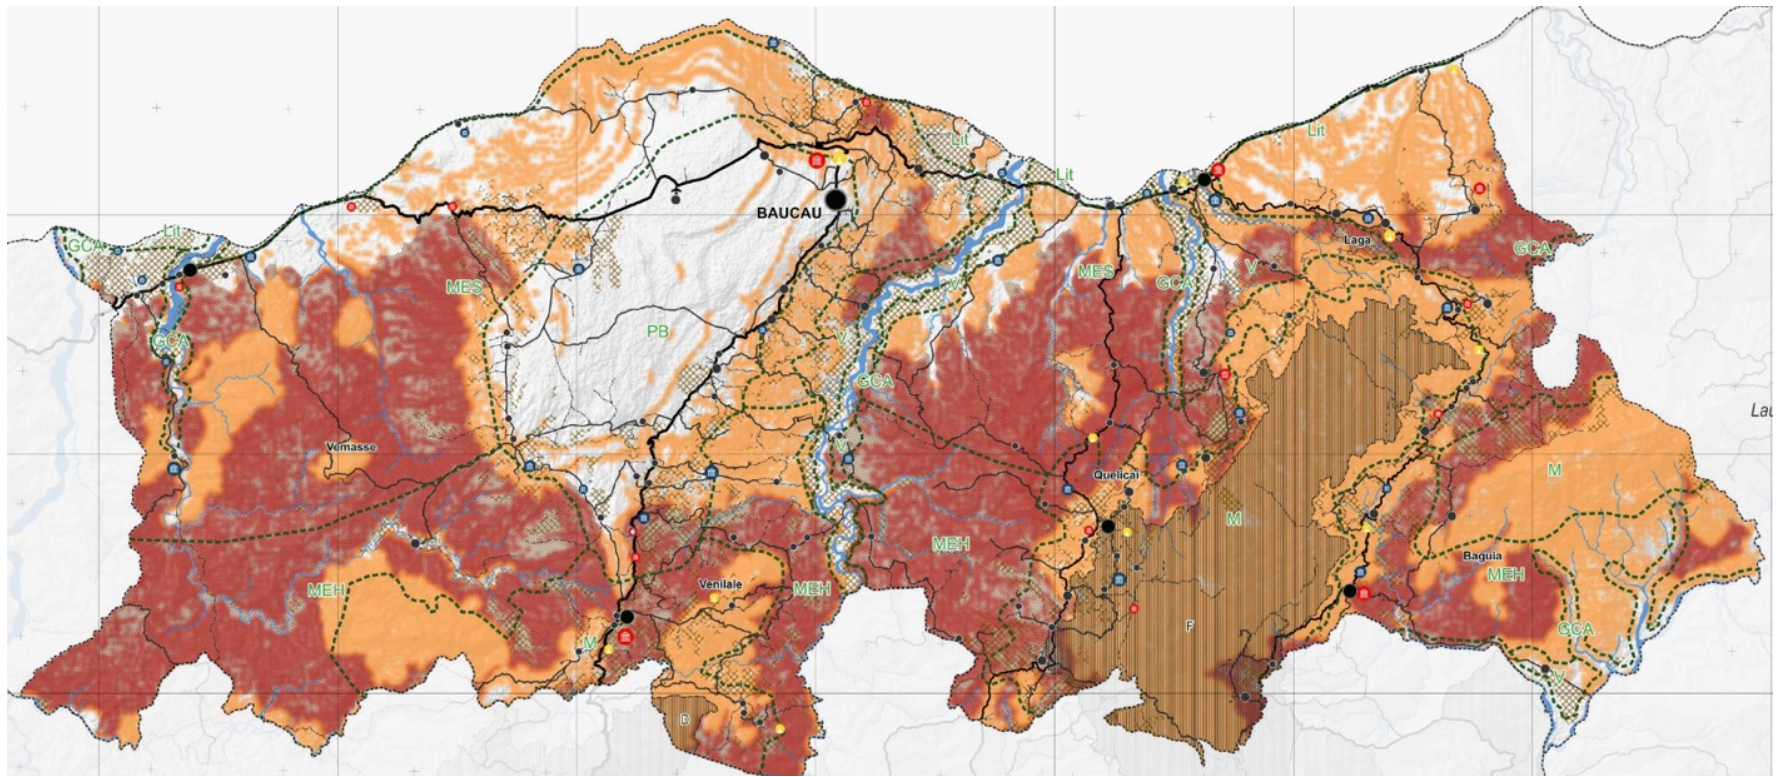 Lit
Lit
Lit
Lit
GCA
BAUCAU
Laga
GCA
MES
MES
GCA
V
V
PB
V
GCA
GCA
Lau
V
Vemasse
Quelicai
M
M
MEH
Baguia
MEH
MEH
Venilale
MEH
M
F
GCA
V
D